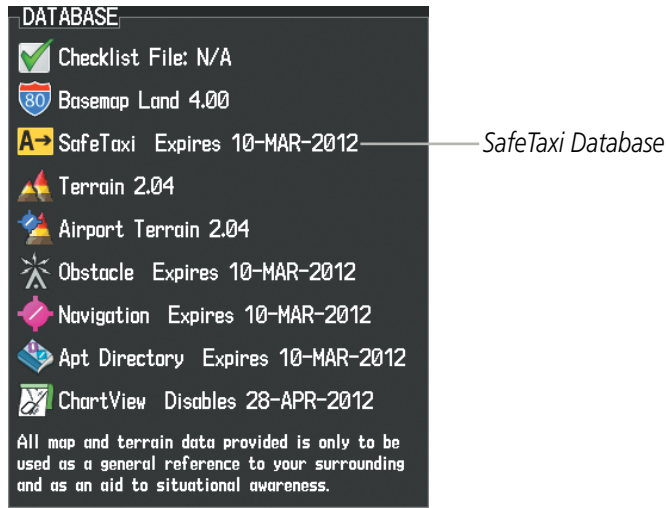 DATABASE
Checklist File: N/A
80 Basemap Land 4.00
A→ SafeTaxi Expires 10-MAR-2012 SafeTaxi Database
Terrain 2.04
Airport Terrain 2.04
Obstacle Expires 10-MAR-2012
Navigation Expires 10-MAR-2012
Apt Directory Expires 10-MAR-2012
ChartView Disables 28-APR-2012
All map and terrain data provided is only to be
used as a general reference to your surrounding
and as an aid to situational awareness.